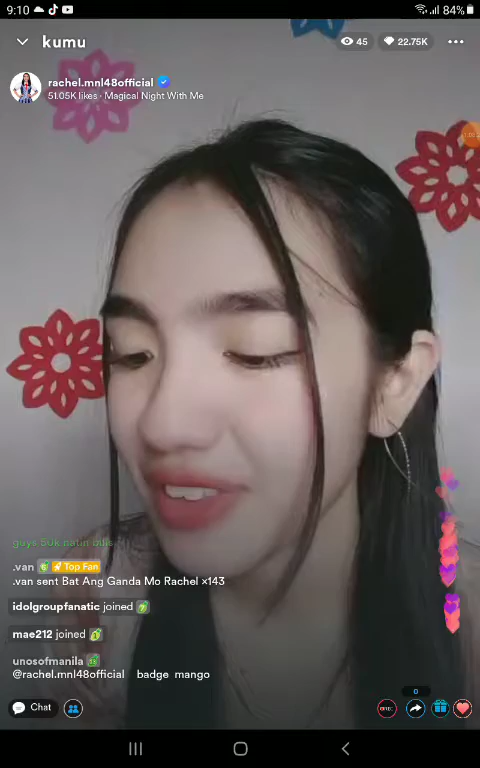 9:10
84%
kumu
45
22.75K
rachel.mnl48official
51.05K likes · Magical Night With Me
guys 50k natin bilis
.van Top Fan
.van sent Bat Ang Ganda Mo Rachel ×143
idolgroupfanatic joined
mae212 joined
unosofmanila
@rachel.mnl48official badge mango
0
Chat